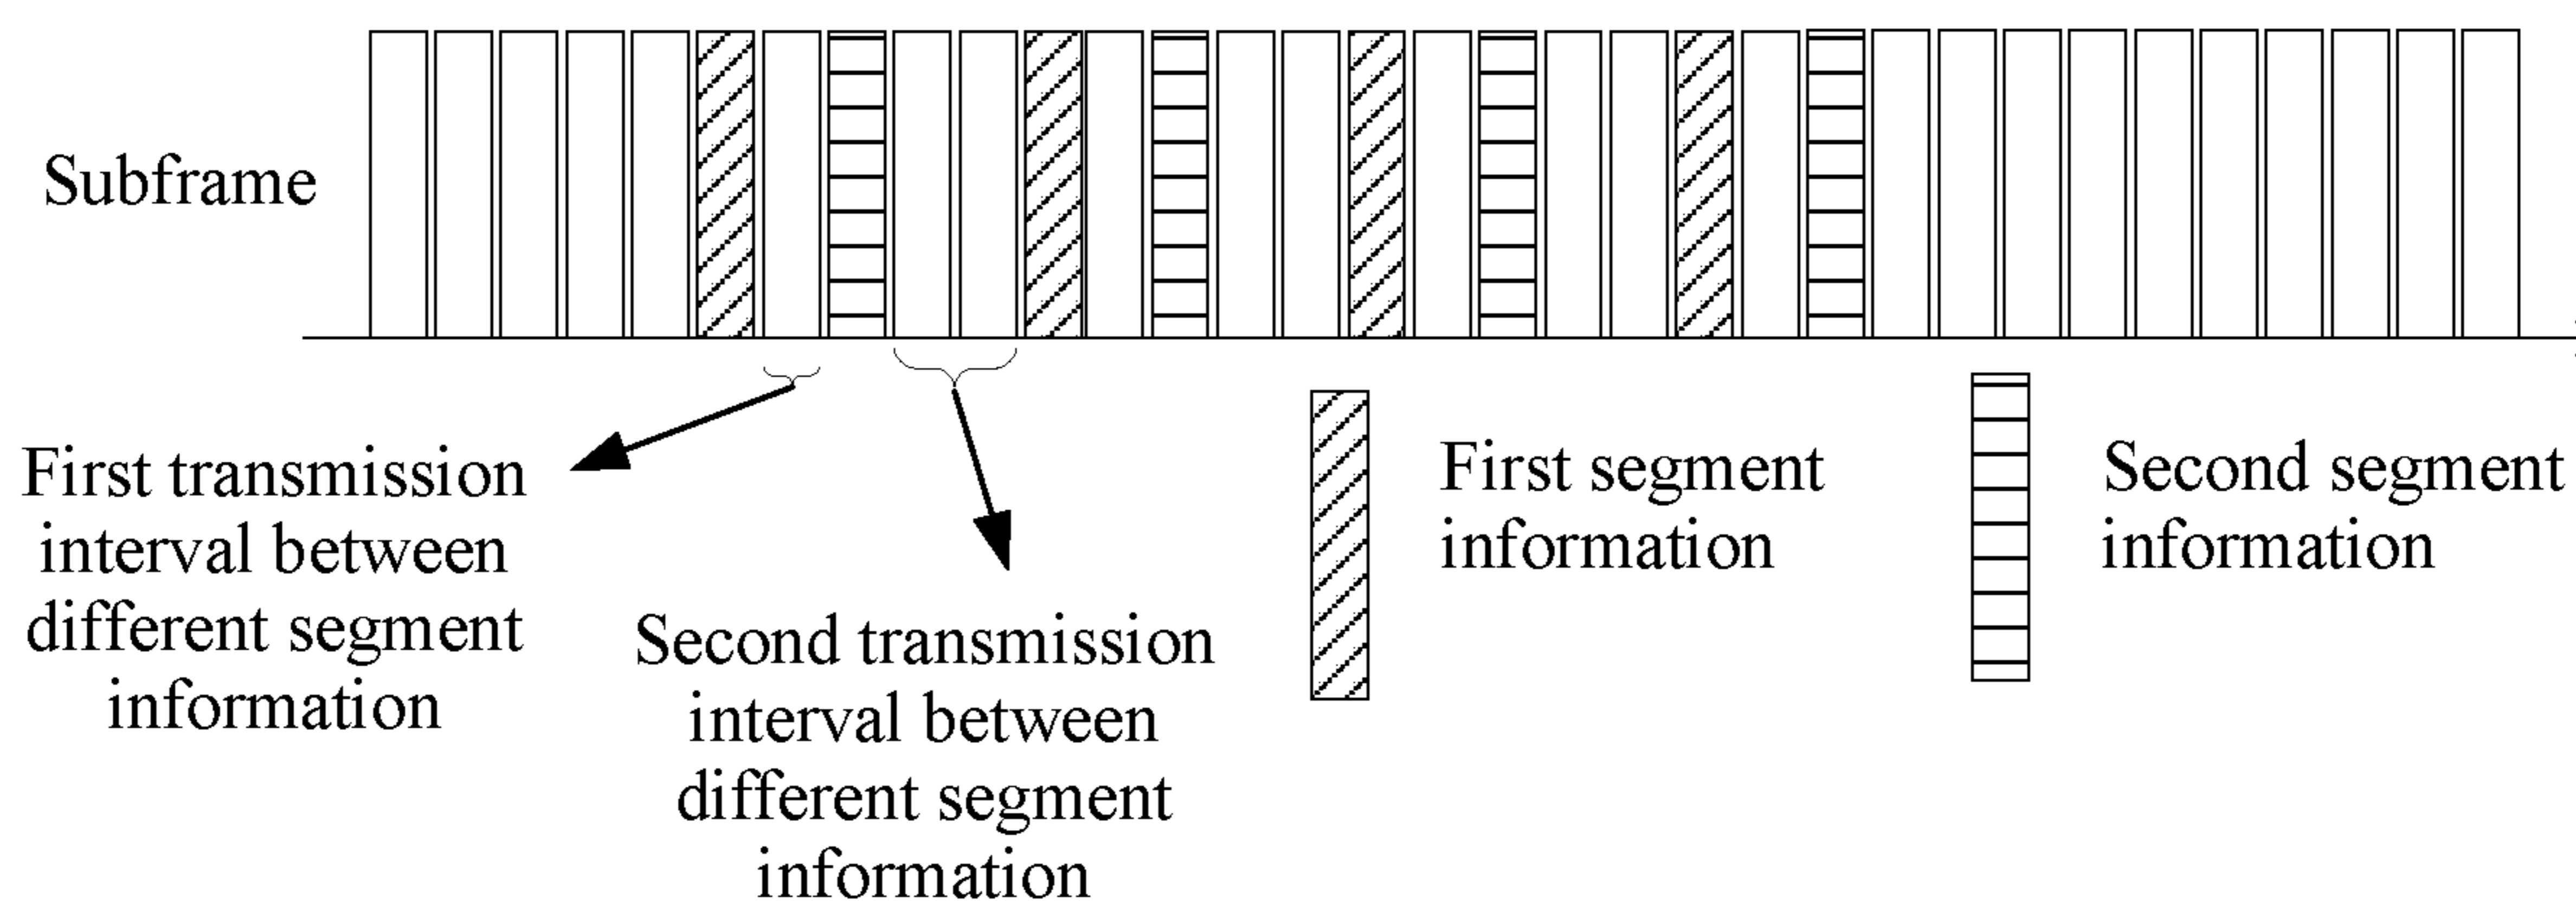 Subframe
First transmission
interval between
different segment
information
Second transmission
interval between
different segment
information
First segment
information
Second segment
information